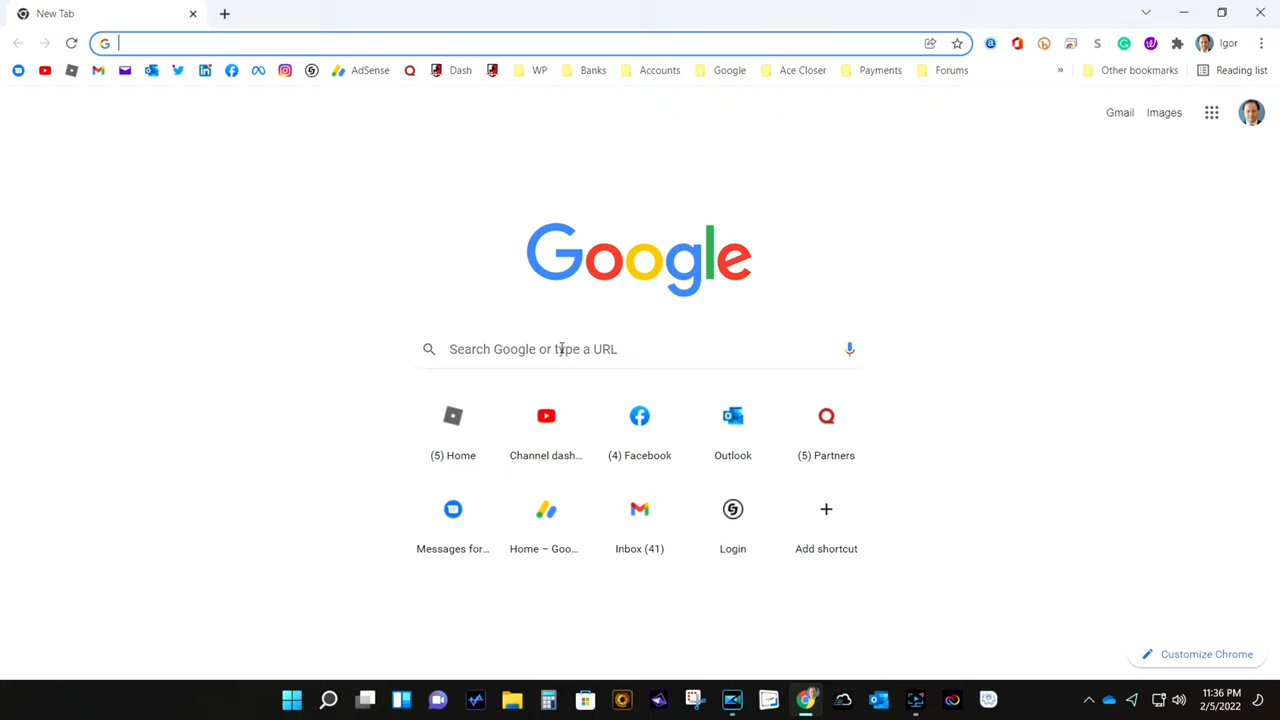 New Tab
Igor
AdSense
Dash
WP
Banks
Accounts
Google
Ace Closer
Payments
Forums
»
Other bookmarks
Reading list
Gmail
Images
Google
Search Google or type a URL
(5) Home
Channel dash...
(4) Facebook
Outlook
(5) Partners
Messages for...
Home – Goo...
Inbox (41)
Login
Add shortcut
Customize Chrome
11:36 PM
2/5/2022